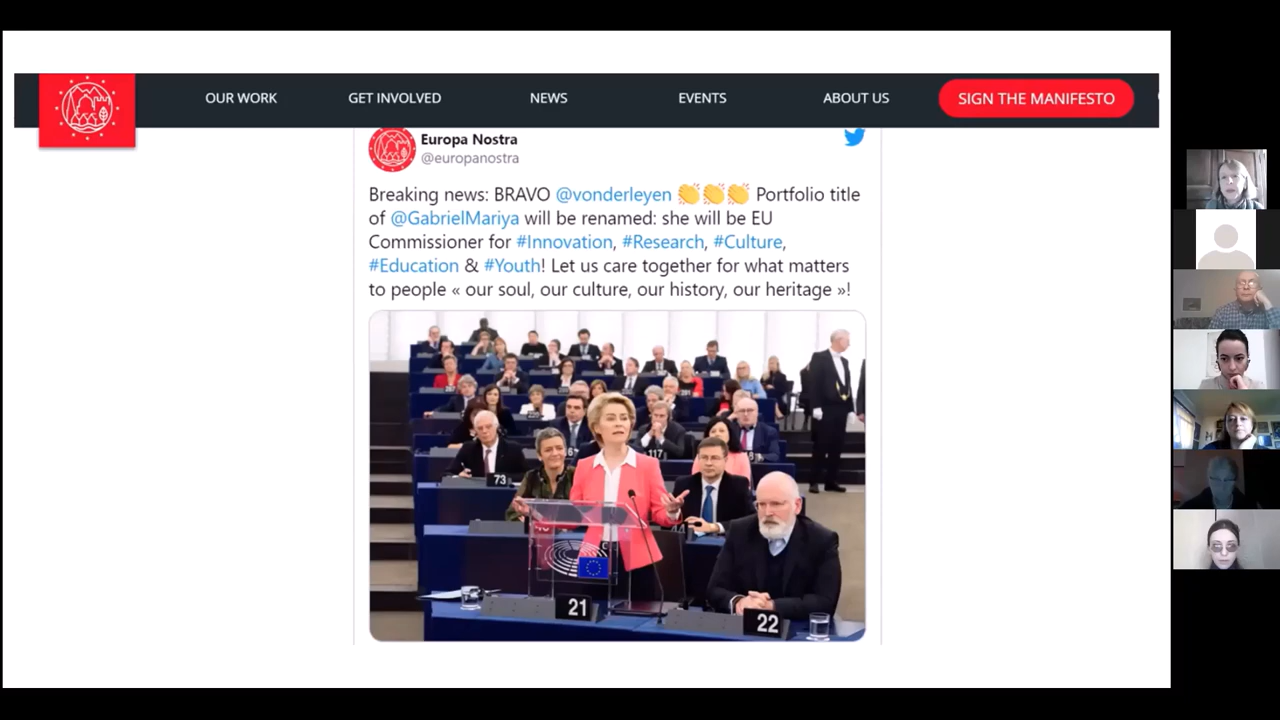 OUR WORK GET INVOLVED NEWS EVENTS ABOUT US SIGN THE MANIFESTO
Europa Nostra
@europanostra
Breaking news: BRAVO @vonderleyen 👏👏👏 Portfolio title
of @GabrielMariya will be renamed: she will be EU
Commissioner for #Innovation, #Research, #Culture,
#Education & #Youth! Let us care together for what matters
to people « our soul, our culture, our history, our heritage »!
73
117
21
22